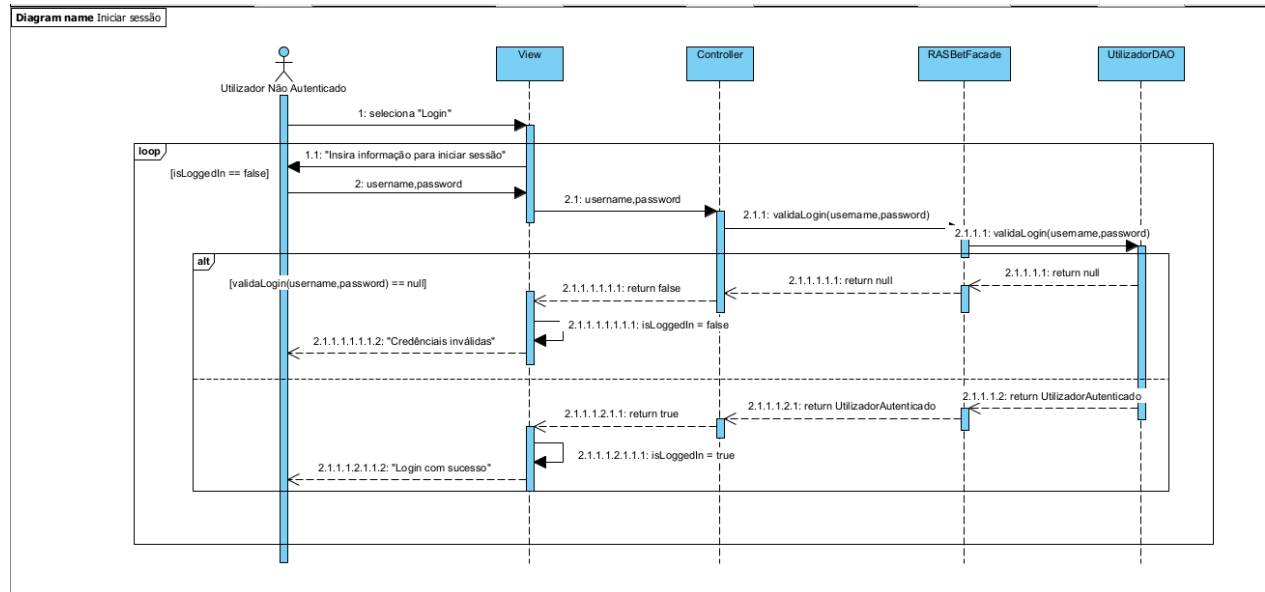 Diagram name Iniciar sessão
View
Controller
RASBetFacade
UtilizadorDAO
Utilizador Não Autenticado
1: seleciona "Login"
loop
1.1: "Insira informação para iniciar sessão"
[isLoggedIn == false]
2: username,password
2.1: username,password
2.1.1: validaLogin(username,password)
2.1.1.1: validaLogin(username,password)
alt
[validaLogin(username,password) == null]
2.1.1.1.1: return null
2.1.1.1.1.1: return null
2.1.1.1.1.1.1: return false
2.1.1.1.1.1.1.1: isLoggedIn = false
2.1.1.1.1.1.1.2: "Credênciais inválidas"
2.1.1.1.2: return UtilizadorAutenticado
2.1.1.1.2.1: return UtilizadorAutenticado
2.1.1.1.2.1.1: return true
2.1.1.1.2.1.1.1: isLoggedIn = true
2.1.1.1.2.1.1.2: "Login com sucesso"